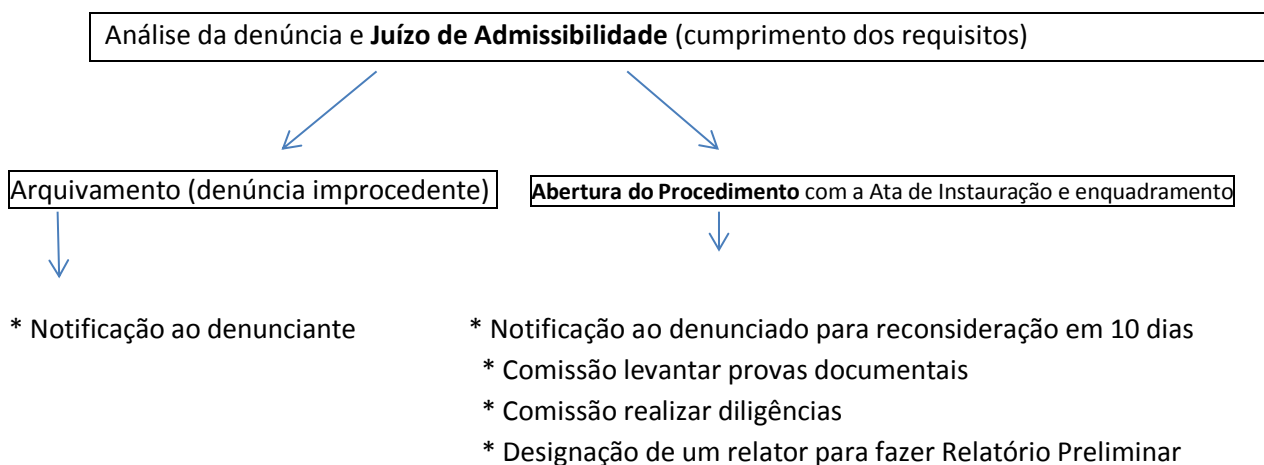 Análise da denúncia e Juízo de Admissibilidade (cumprimento dos requisitos)
Arquivamento (denúncia improcedente)
Abertura do Procedimento com a Ata de Instauração e enquadramento
* Notificação ao denunciante
* Notificação ao denunciado para reconsideração em 10 dias
* Comissão levantar provas documentais
* Comissão realizar diligências
* Designação de um relator para fazer Relatório Preliminar